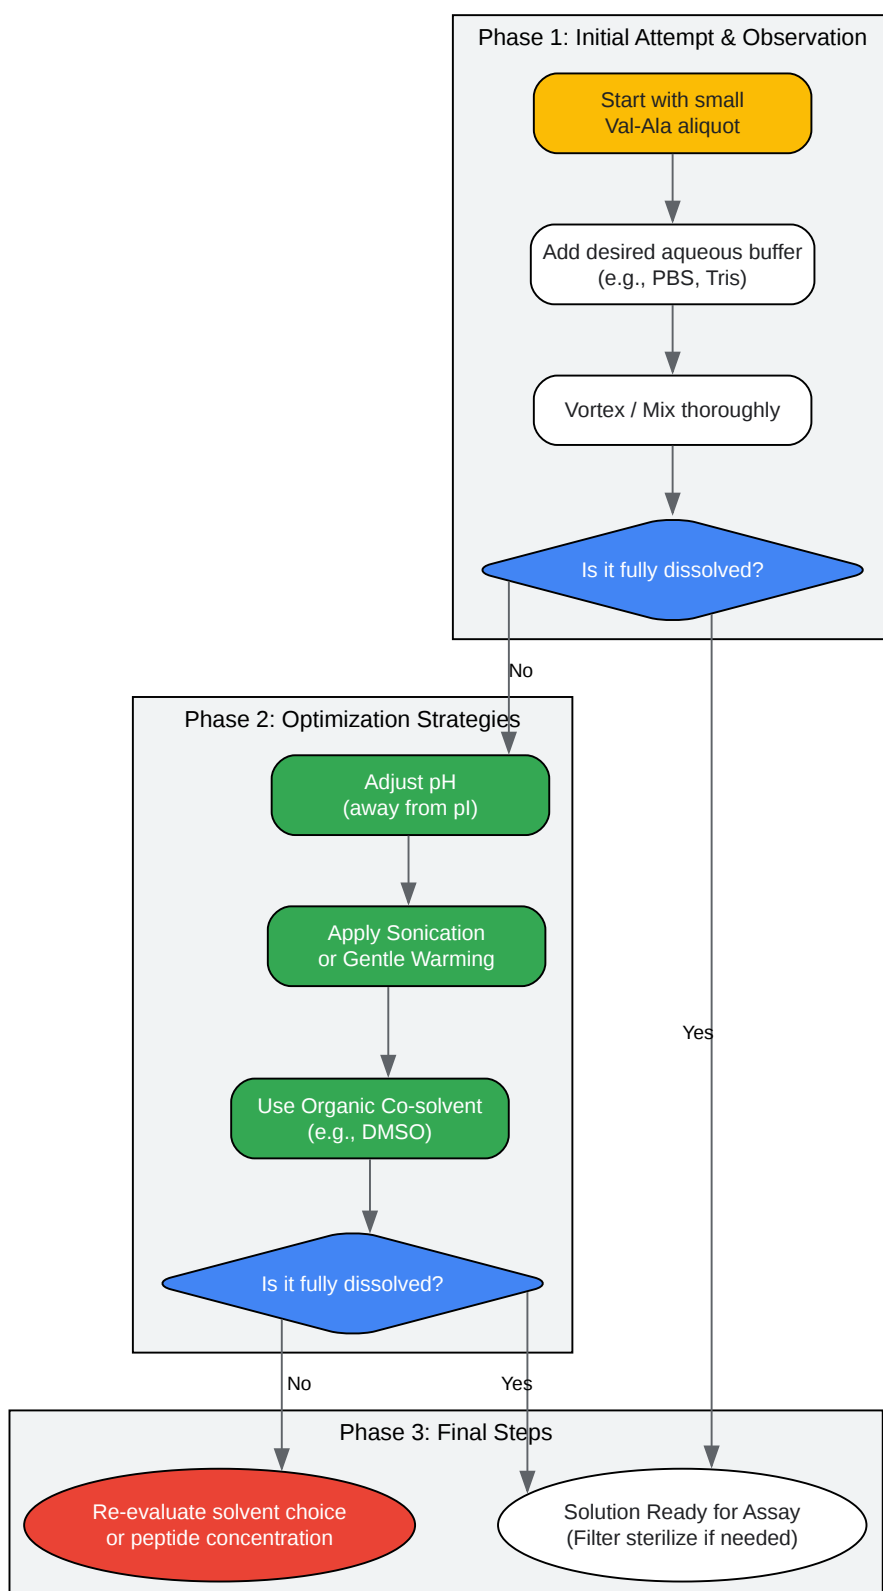 Phase 1: Initial Attempt & Observation
Start with small
Val-Ala aliquot
Add desired aqueous buffer
(e.g., PBS, Tris)
Vortex / Mix thoroughly
Is it fully dissolved?
No
Phase 2: Optimization Strategies
Adjust pH
(away from pI)
Apply Sonication
or Gentle Warming
Yes
Use Organic Co-solvent
(e.g., DMSO)
Is it fully dissolved?
No
Yes
Phase 3: Final Steps
Re-evaluate solvent choice
or peptide concentration
Solution Ready for Assay
(Filter sterilize if needed)